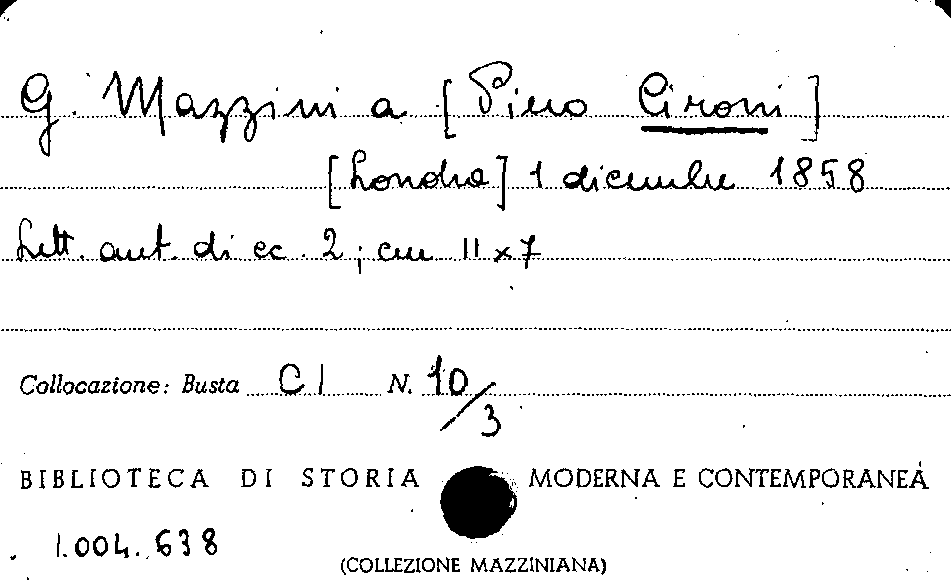 G. Mazzini a [Piero Cironi]
[Londra] 1 dicembre 1858
Lett. aut. di cc. 2; cm 11 x 7
Collocazione: Busta CI N. 10/3
BIBLIOTECA DI STORIA MODERNA E CONTEMPORANEA
1.004.638
(COLLEZIONE MAZZINIANA)